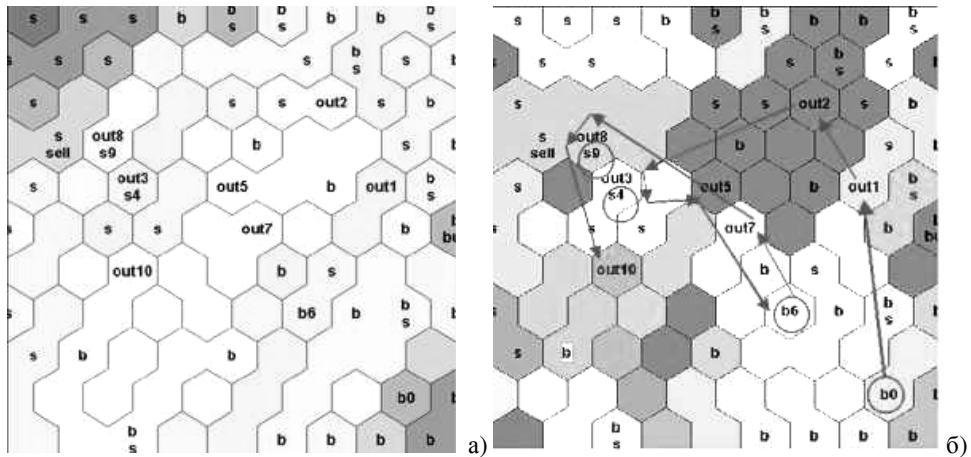 s b b b
s s b s b
s s b s
s s s out2 b
s sell out8 s9 b
s out3 s4 out5 b out1 b s
s s out7 s
out10 b s
s b6 b s
s b b
b0
b s b b
а)
b b b b
s s b s s
s s s out2 s b
s sell out8 s9 b
out3 s4 out5 b out1 b s
s s out7 b
out10 b s
b6 b s
s b b
b0
b s b b
б)